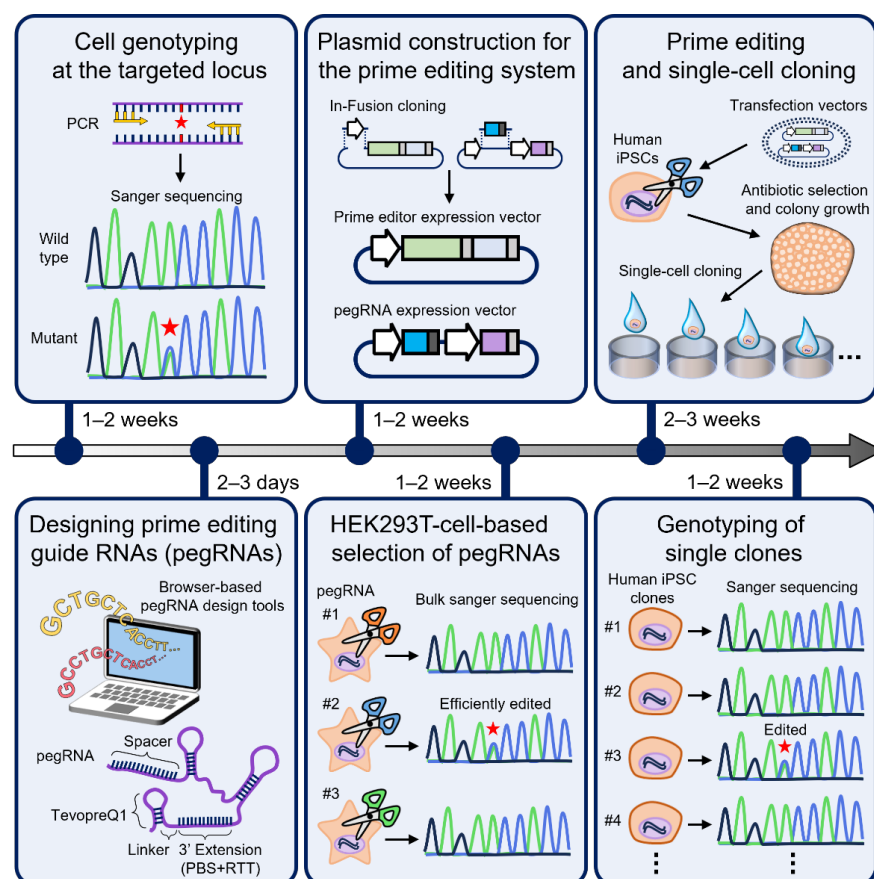 Cell genotyping
at the targeted locus
PCR
Sanger sequencing
Wild
type
Mutant
1–2 weeks
Plasmid construction for
the prime editing system
In-Fusion cloning
Prime editor expression vector
pegRNA expression vector
1–2 weeks
Prime editing
and single-cell cloning
Transfection vectors
Human
iPSCs
Antibiotic selection
and colony growth
Single-cell cloning
...
2–3 weeks
2–3 days
Designing prime editing
guide RNAs (pegRNAs)
Browser-based
pegRNA design tools
GCTGCTCACCTT...
GCCTGCTCACCT...
pegRNA
Spacer
TevopreQ1
Linker
3’ Extension
(PBS+RTT)
1–2 weeks
HEK293T-cell-based
selection of pegRNAs
pegRNA
#1
Bulk sanger sequencing
#2
Efficiently edited
#3
1–2 weeks
Genotyping of
single clones
Human iPSC
clones
Sanger sequencing
#1
#2
#3
Edited
#4